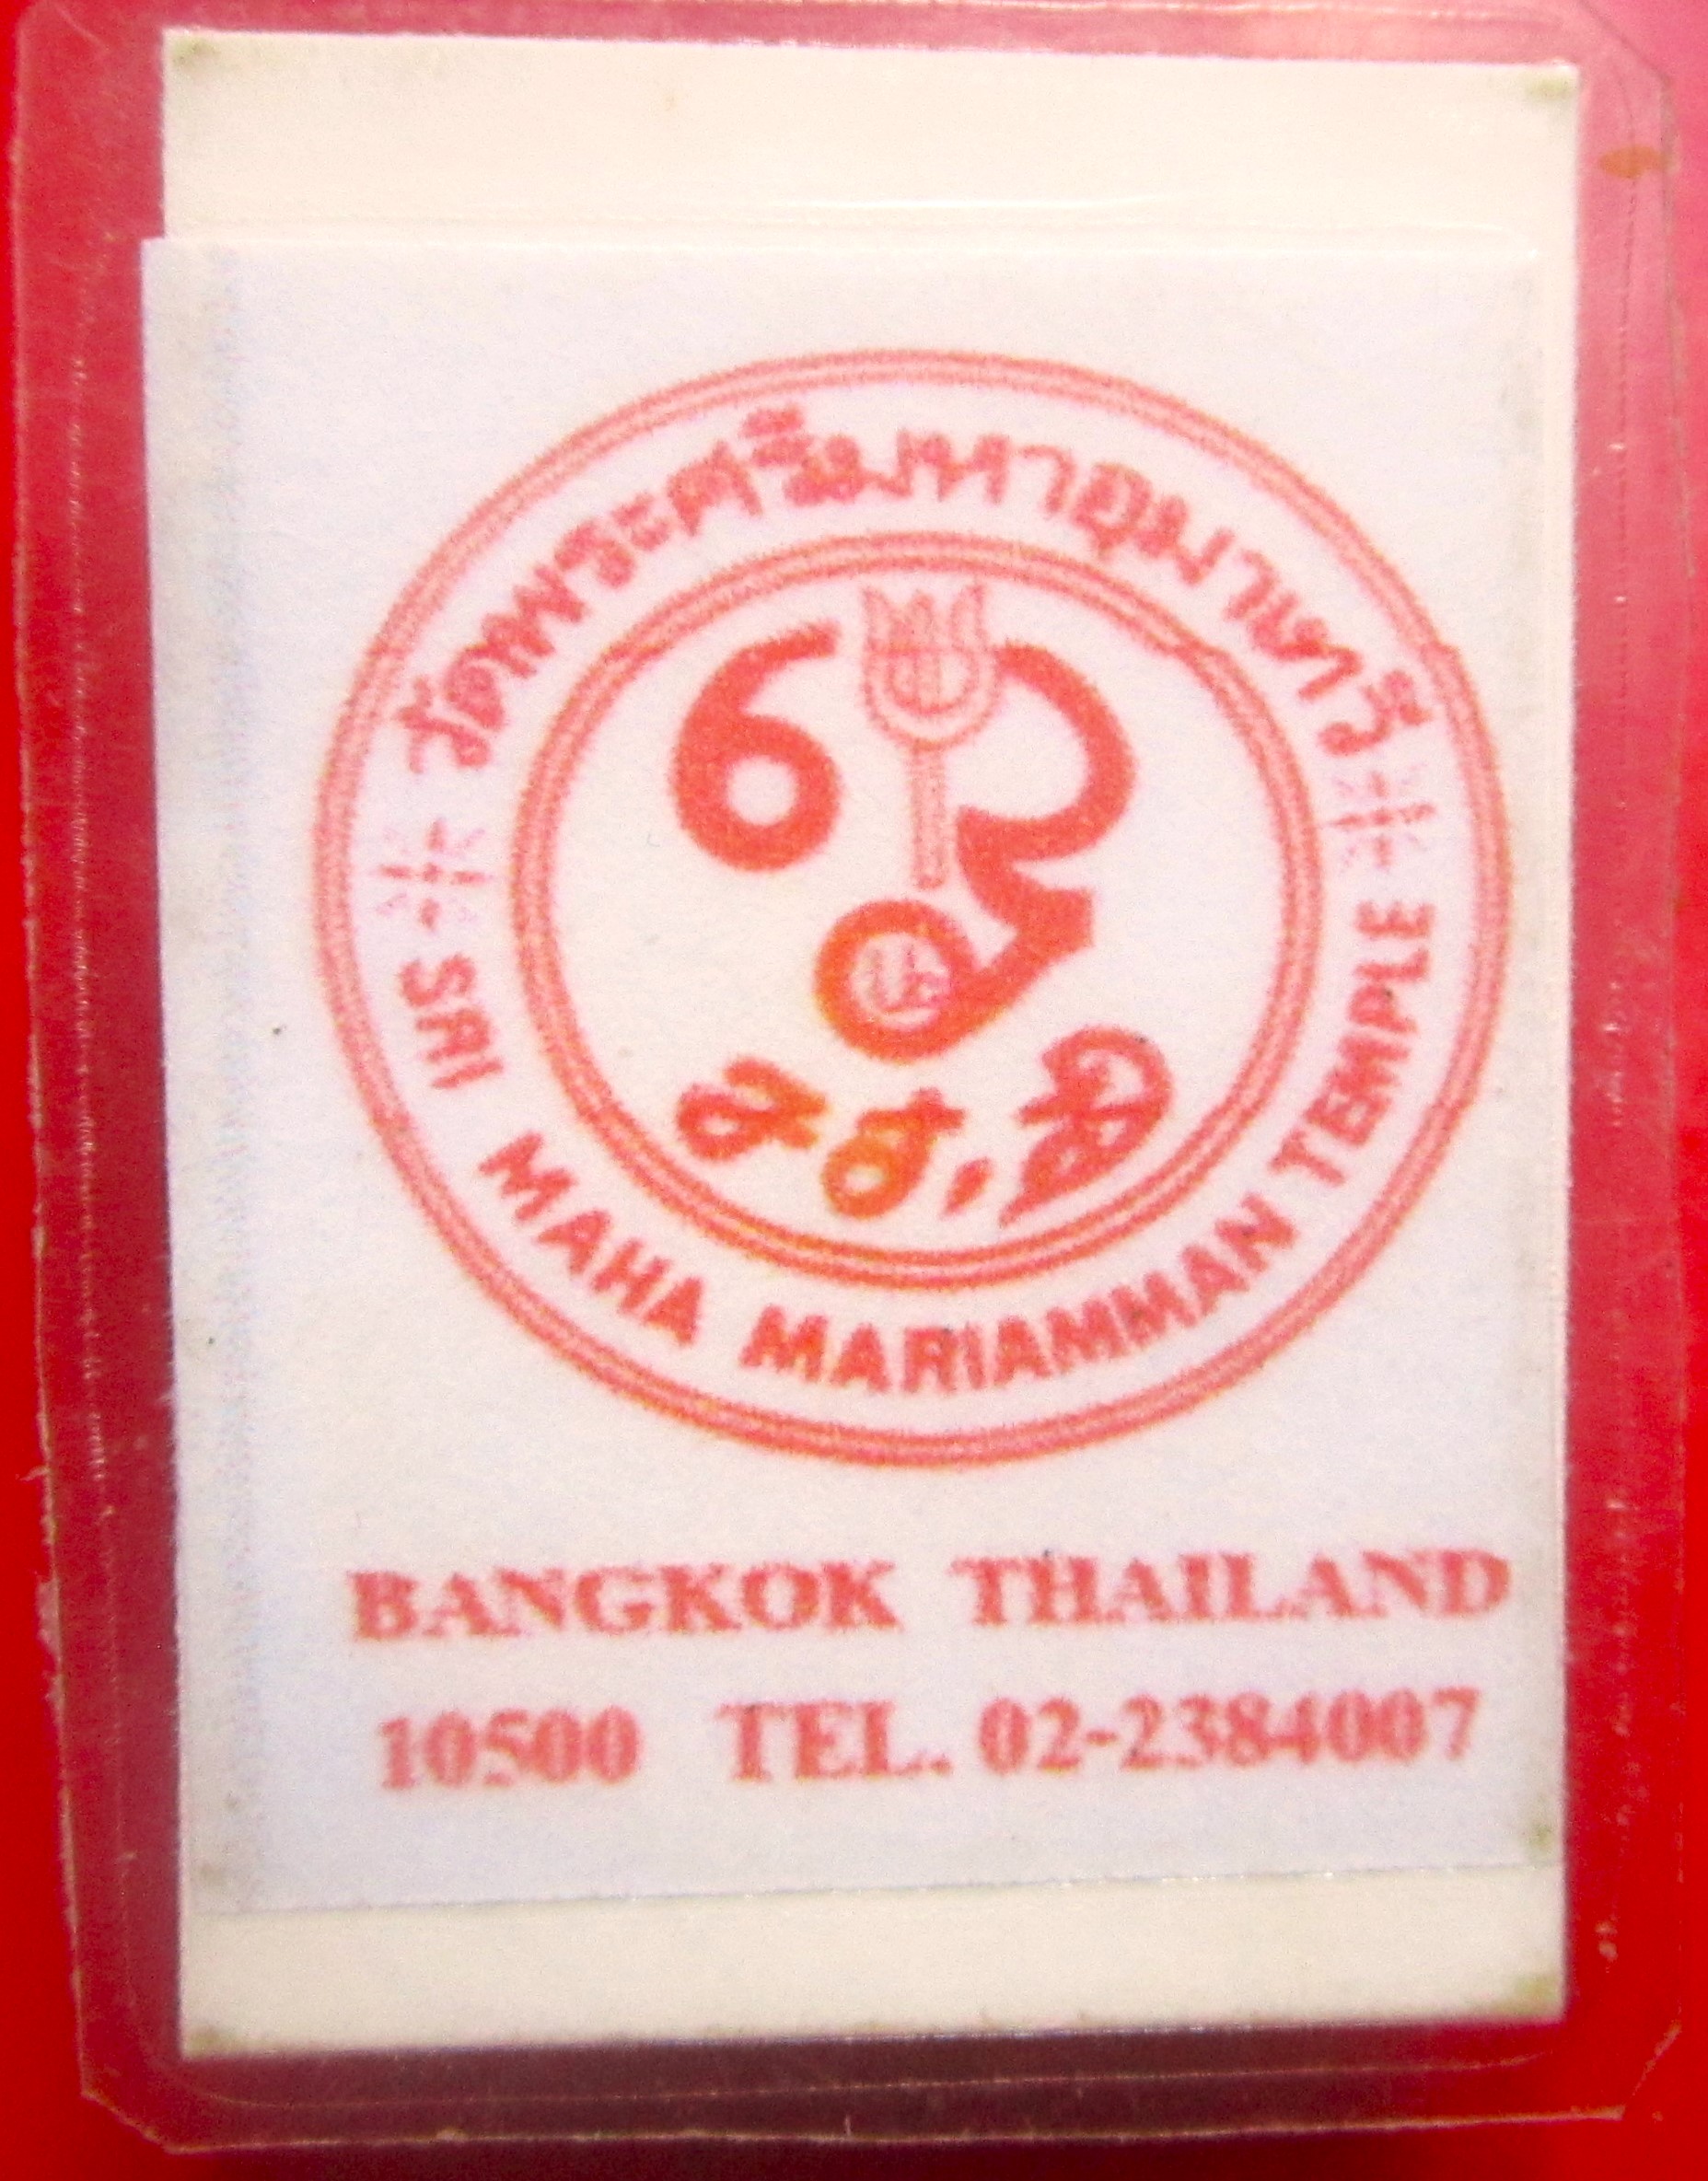 วัดพระศรีมหาอุมาเทวี
SRI MAHA MARIAMMAN TEMPLE
BANGKOK THAILAND
10500 TEL. 02-2384007